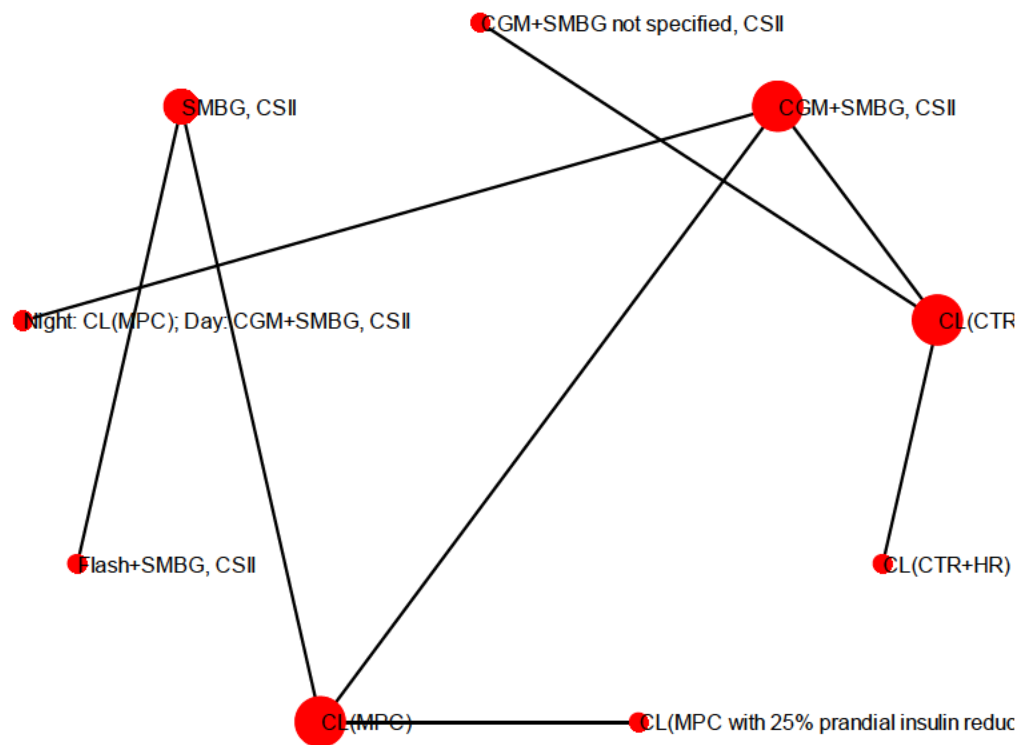 CGM+SMBG not specified, CSII
SMBG, CSII
CGM+SMBG, CSII
Night: CL(MPC); Day: CGM+SMBG, CSII
CL(CTR
Flash+SMBG, CSII
CL(CTR+HR)
CL(MPC)
CL(MPC with 25% prandial insulin reduc